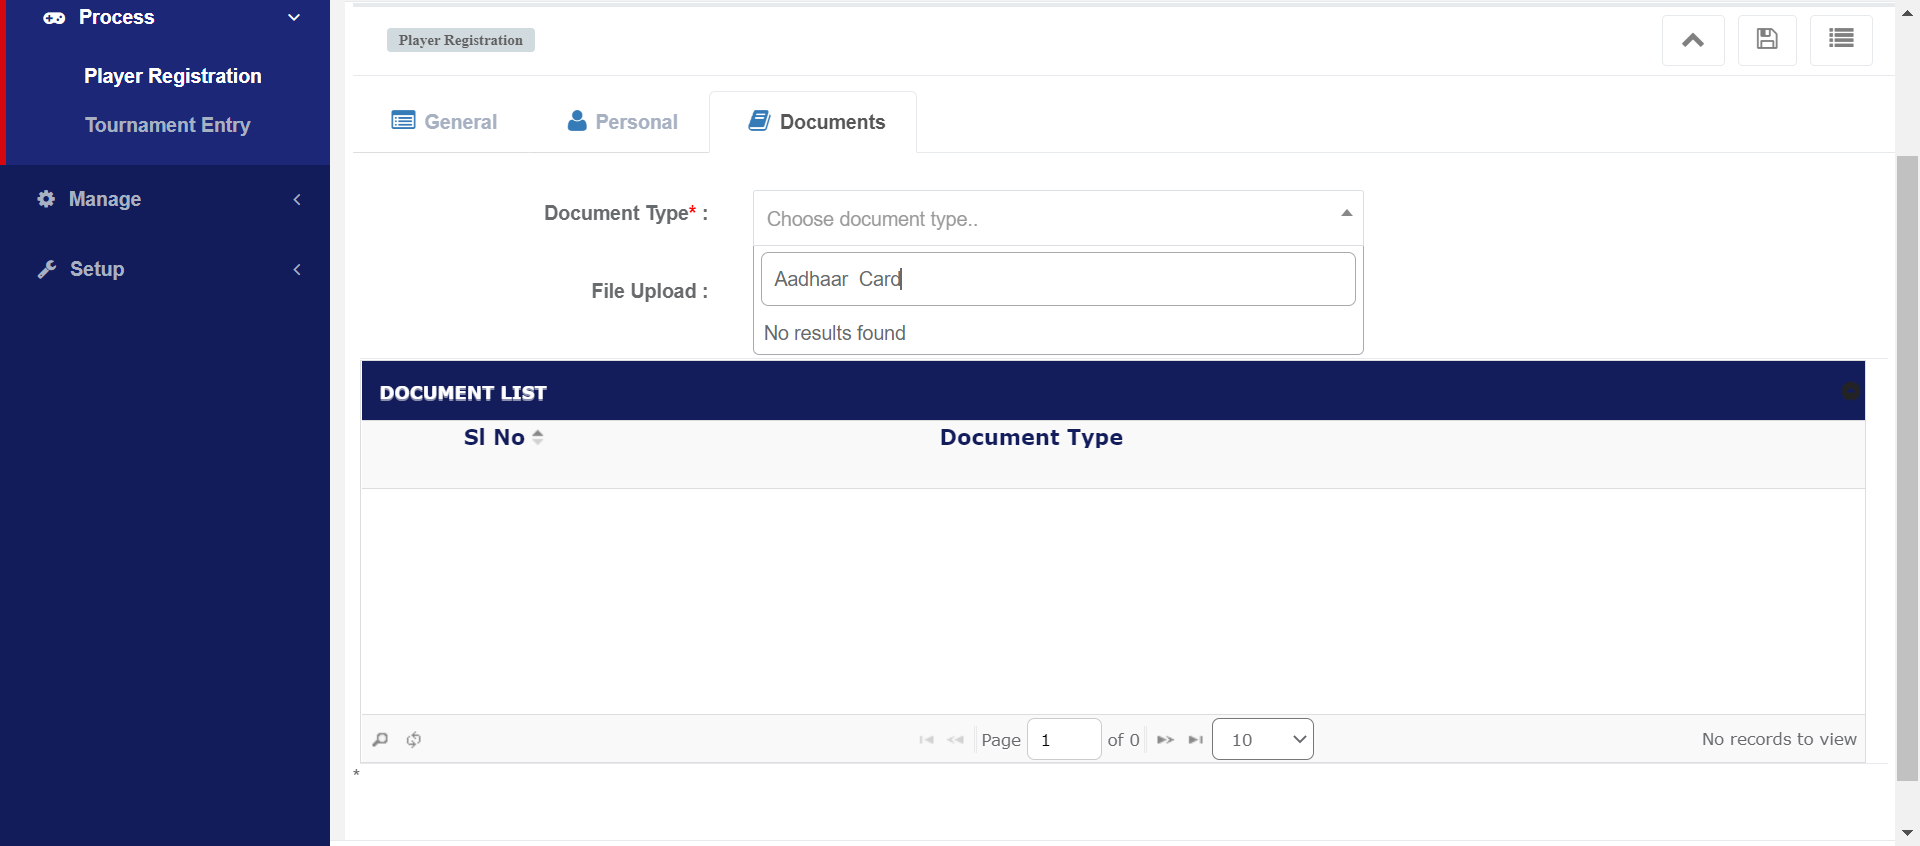 Process
Player Registration
Tournament Entry
Manage
Setup
Player Registration
General
Personal
Documents
Document Type* :
Choose document type..
Aadhaar  Card
No results found
File Upload :
DOCUMENT LIST
Sl No
Document Type
Page 1 of 0
10
No records to view
*